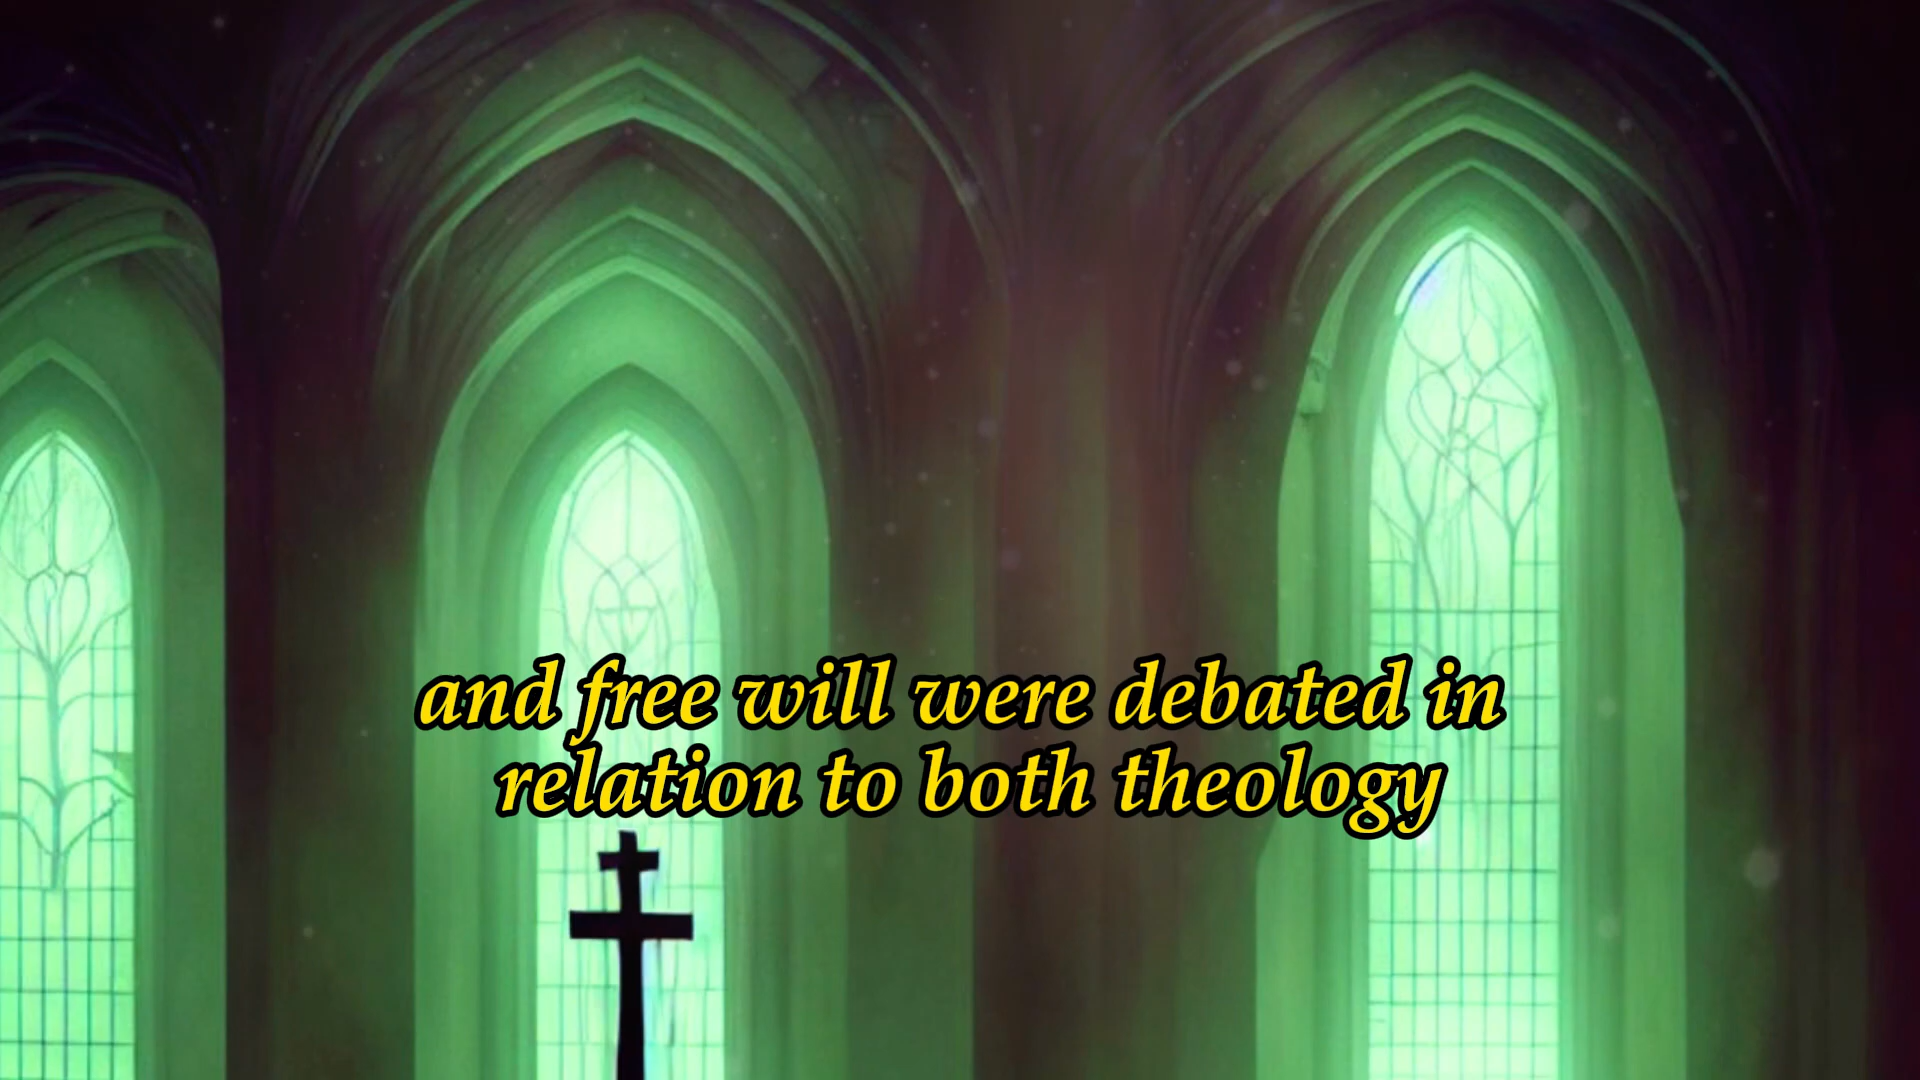 and free will were debated in
relation to both theology